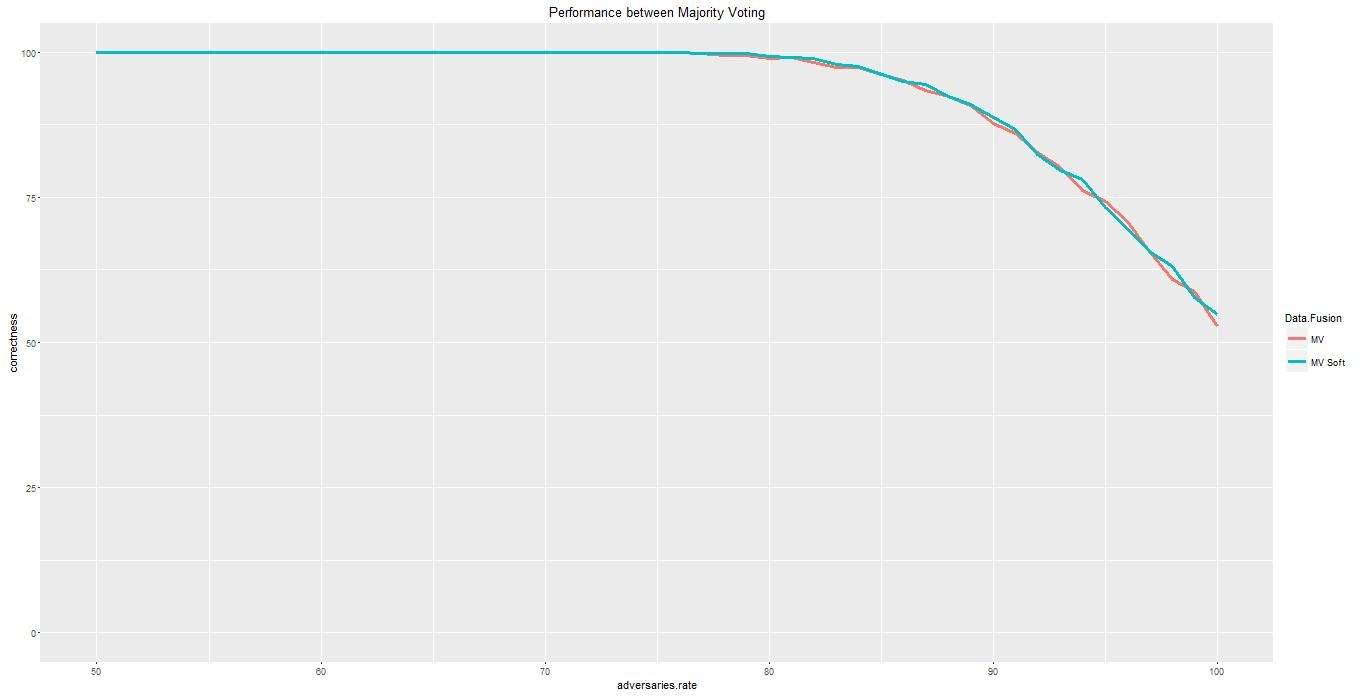 Performance between Majority Voting
100
75
50
25
0
correctness
50
60
70
80
90
100
adversaries.rate
Data.Fusion
MV
MV Soft